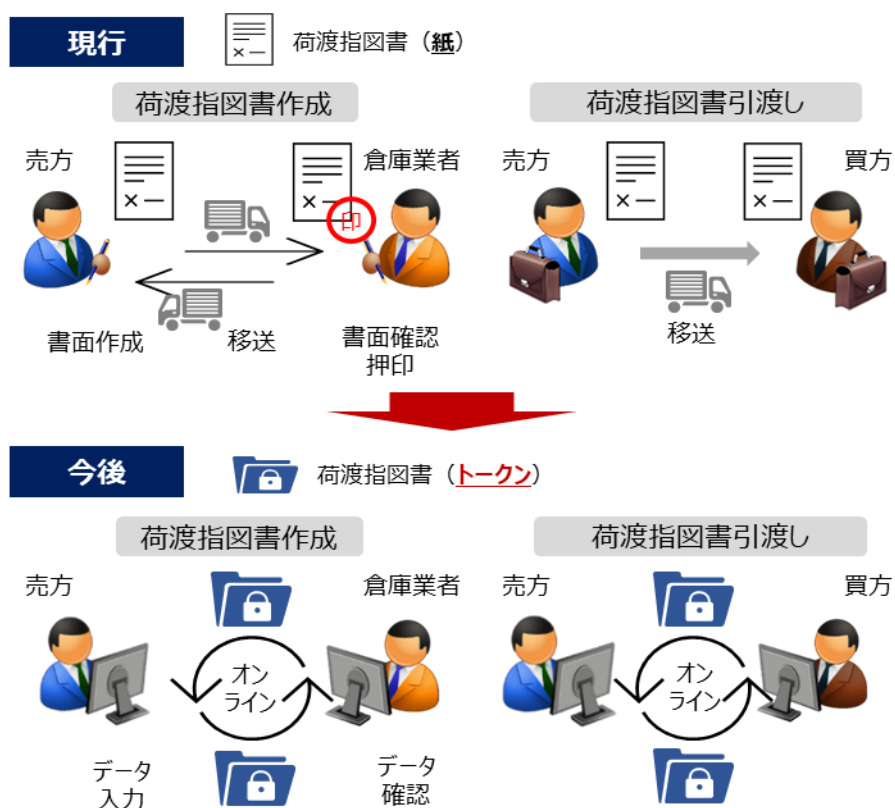 現行
荷渡指図書（紙）
荷渡指図書作成
荷渡指図書引渡し
売方
倉庫業者
売方
買方
印
書面作成
移送
書面確認
押印
移送
今後
荷渡指図書（トークン）
荷渡指図書作成
荷渡指図書引渡し
売方
倉庫業者
売方
買方
オン
ライン
オン
ライン
データ
入力
データ
確認